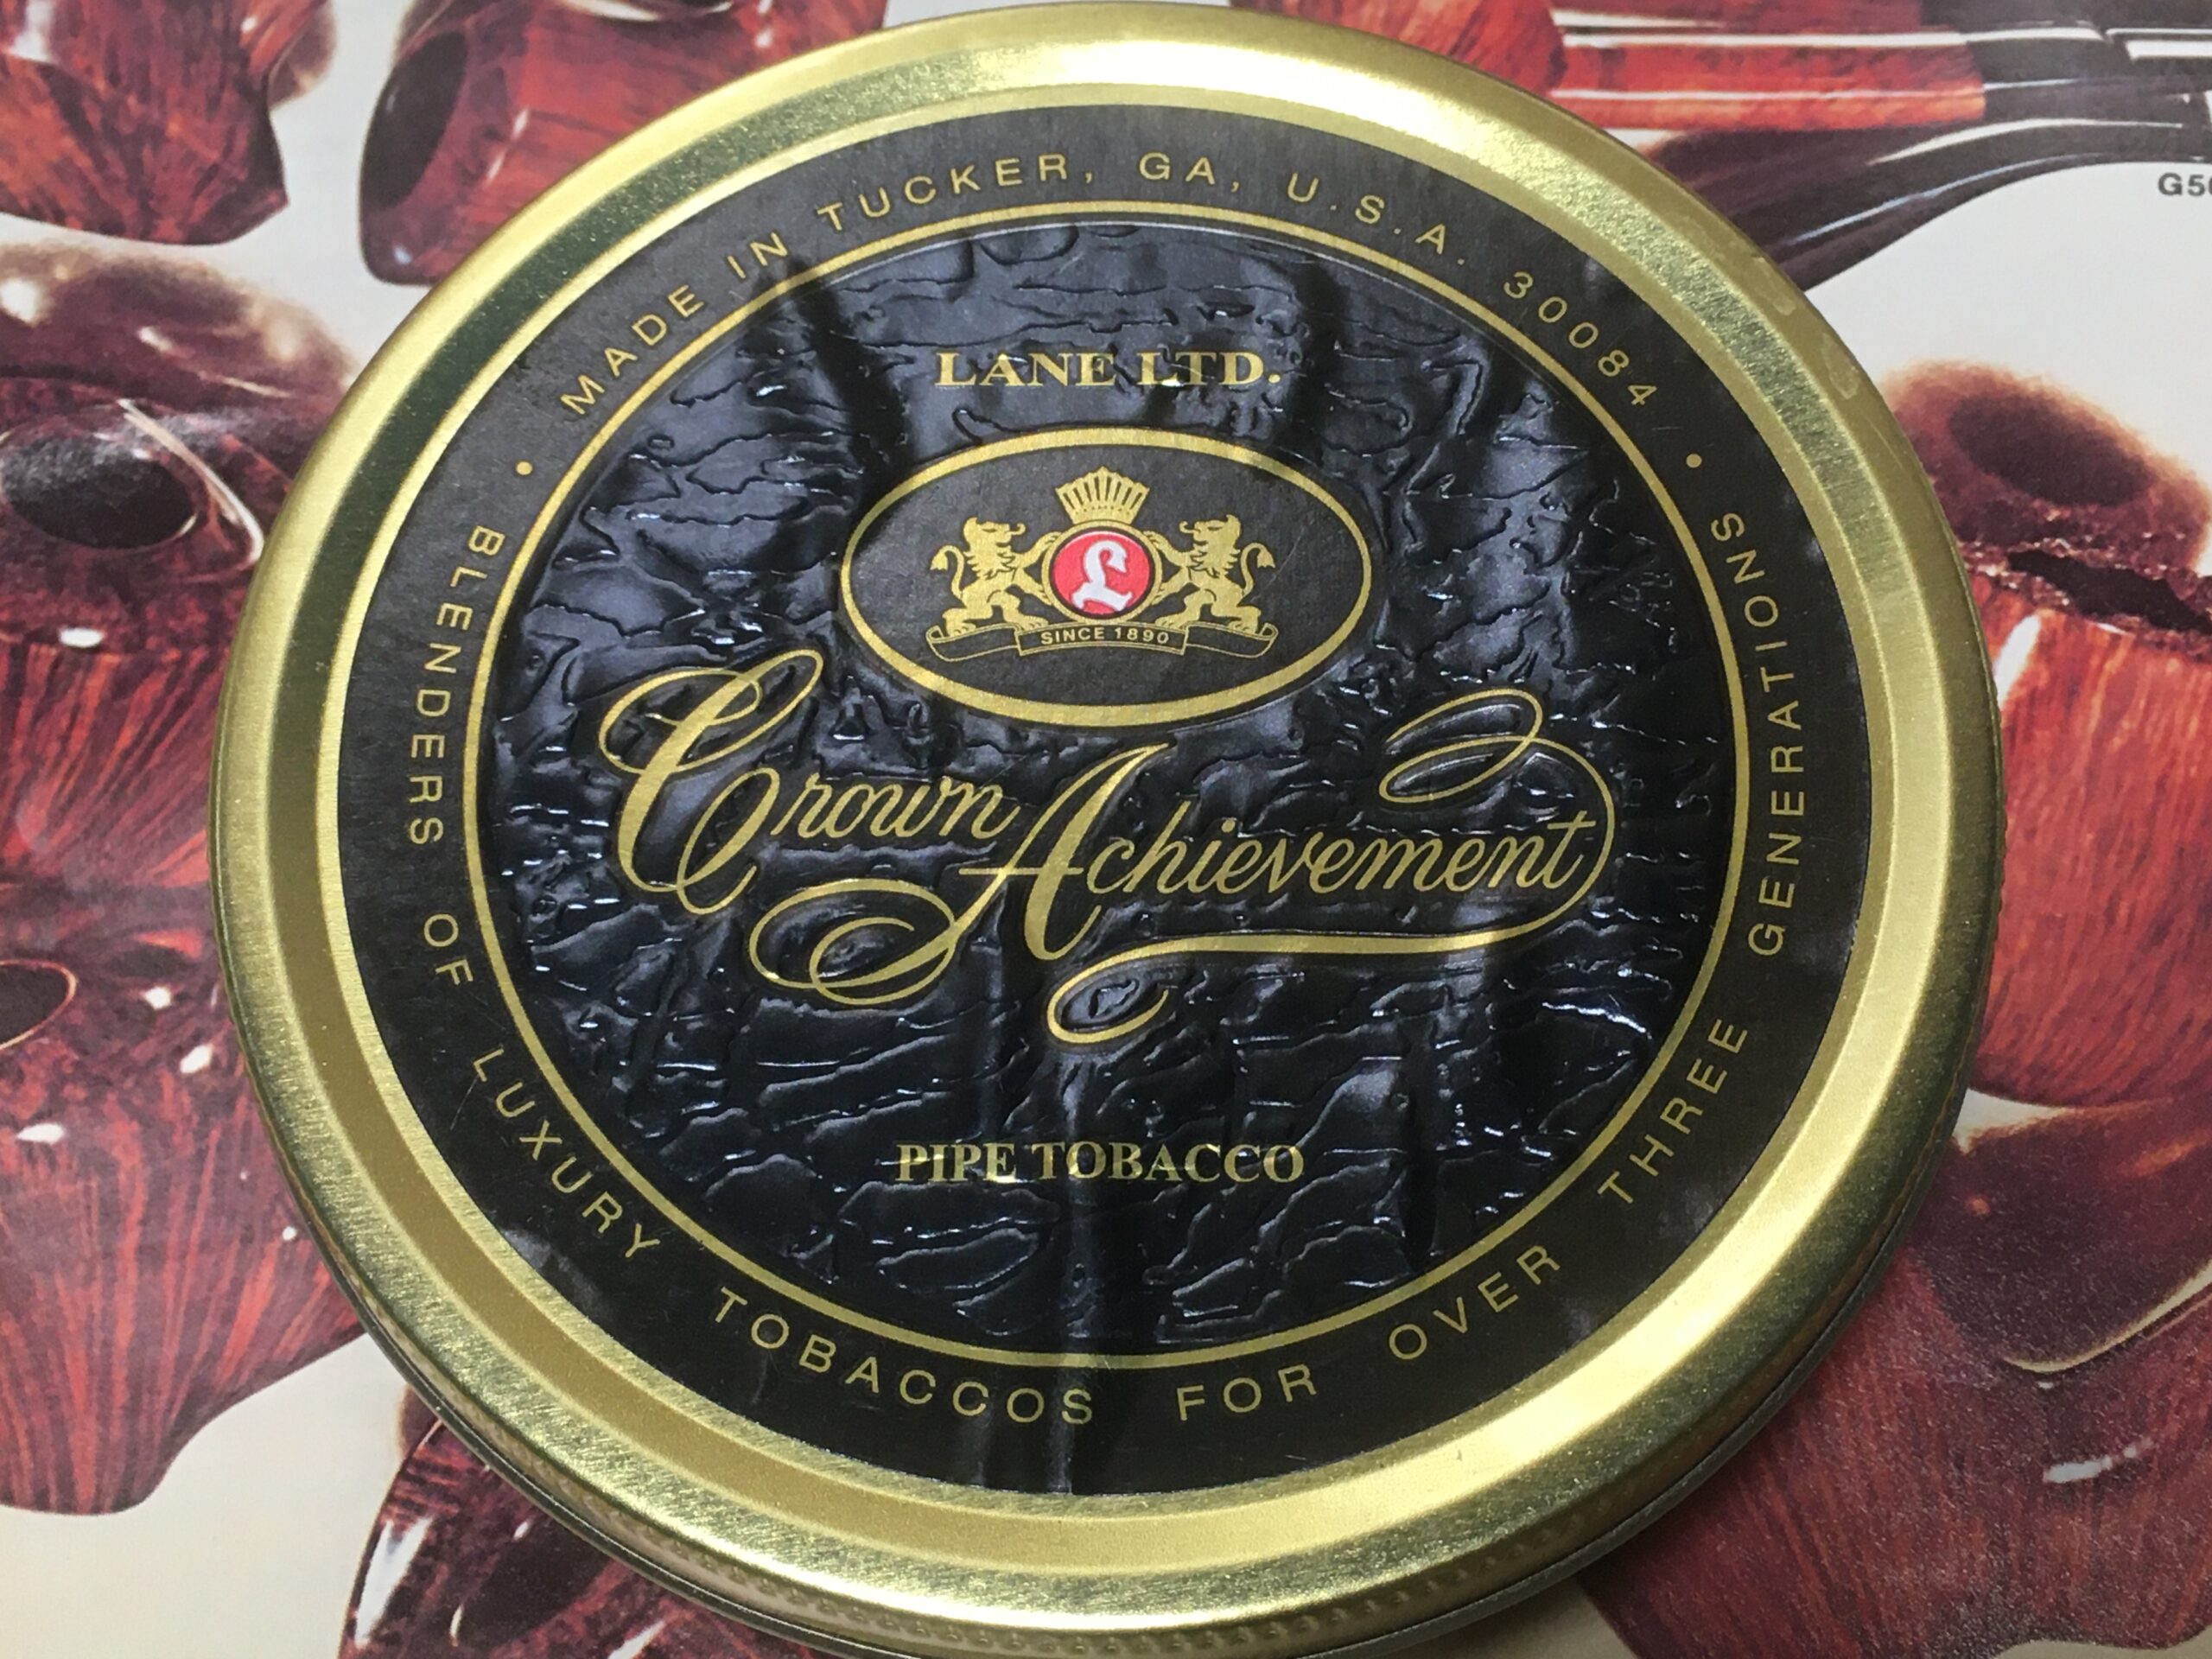 MADE IN TUCKER, GA, U.S.A. 30084 •
BLENDERS OF LUXURY TOBACCOS FOR OVER THREE GENERATIONS •
LANE LTD.
L
SINCE 1890
Crown Achievement
PIPE TOBACCO